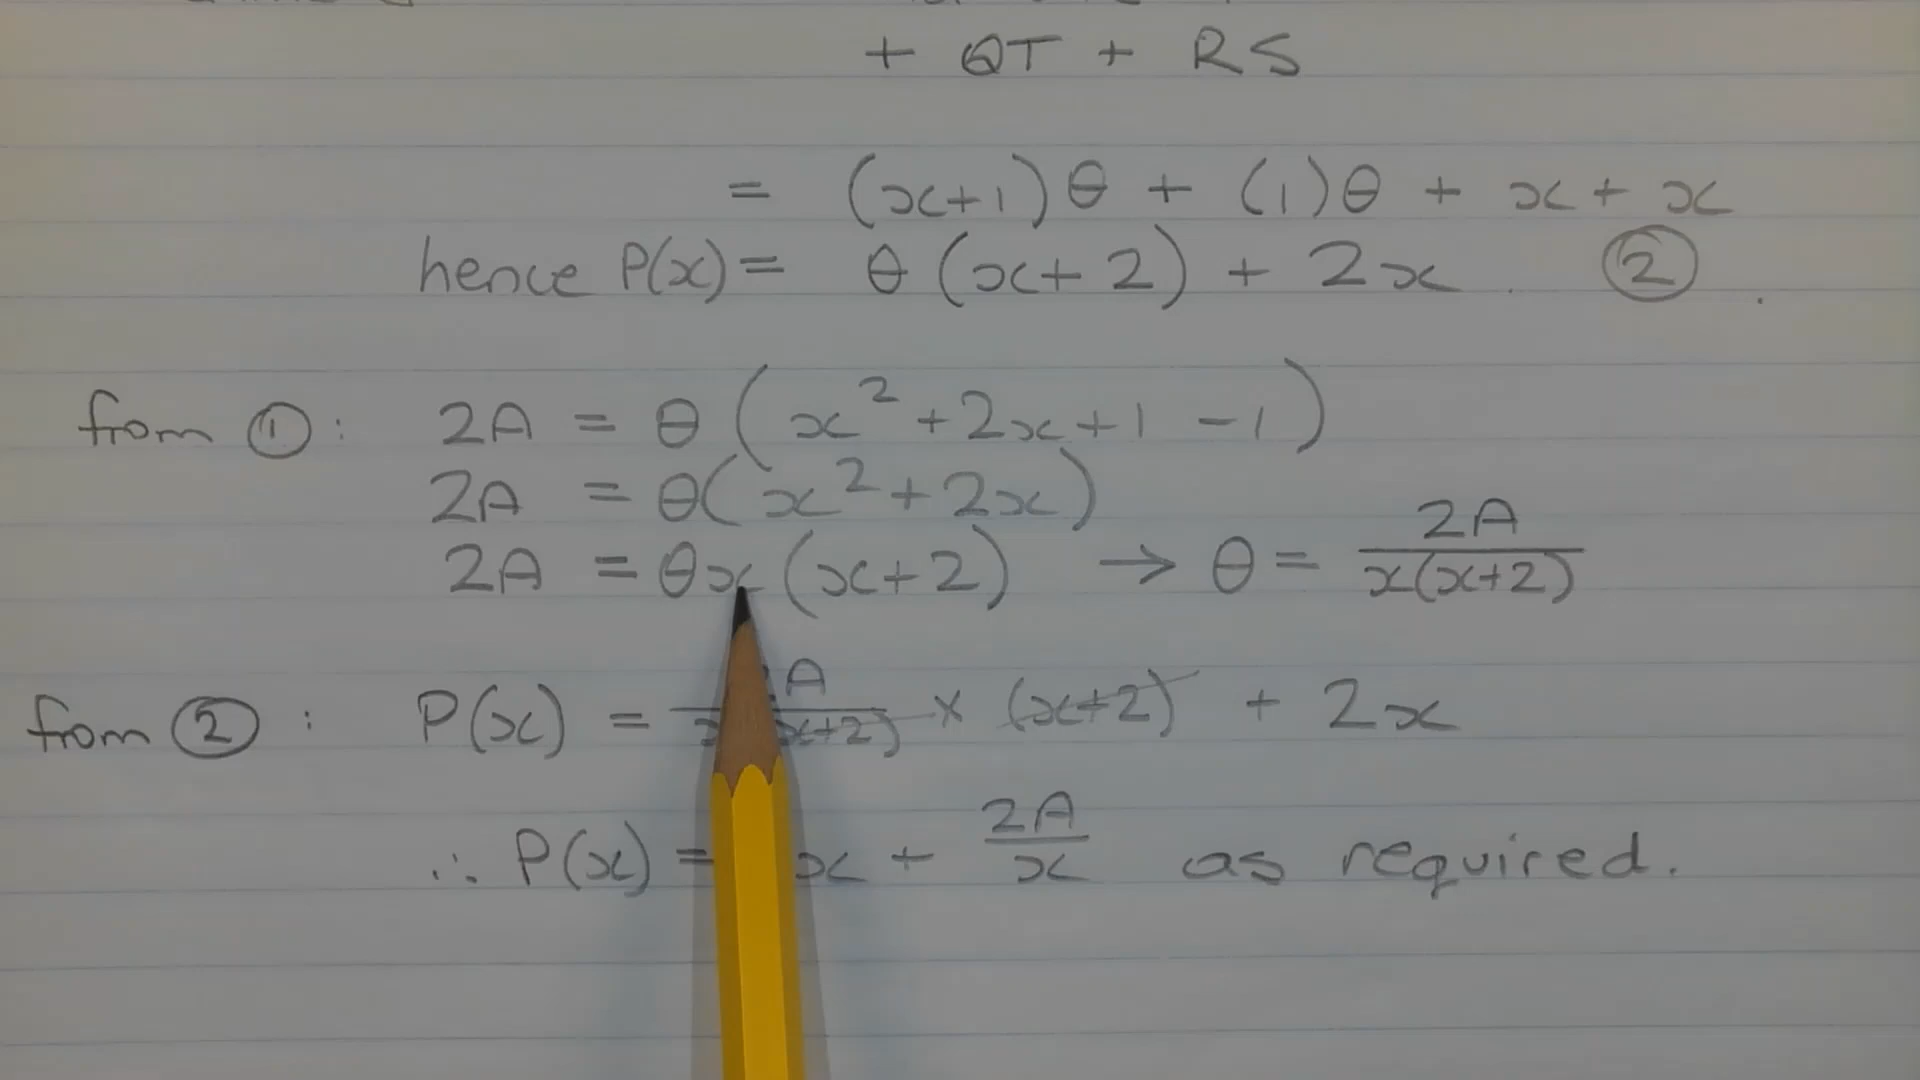 + QT + RS
= (x+1)θ + (1)θ + x + x
hence P(x) = θ(x+2) + 2x ②
from ①: 2A = θ(x² + 2x + 1 - 1)
2A = θ(x² + 2x)
2A = θx(x+2) → θ = 2A / x(x+2)
from ②: P(x) = A / (x+2) × (x+2) + 2x
∴ P(x) = x + 2A / x as required.